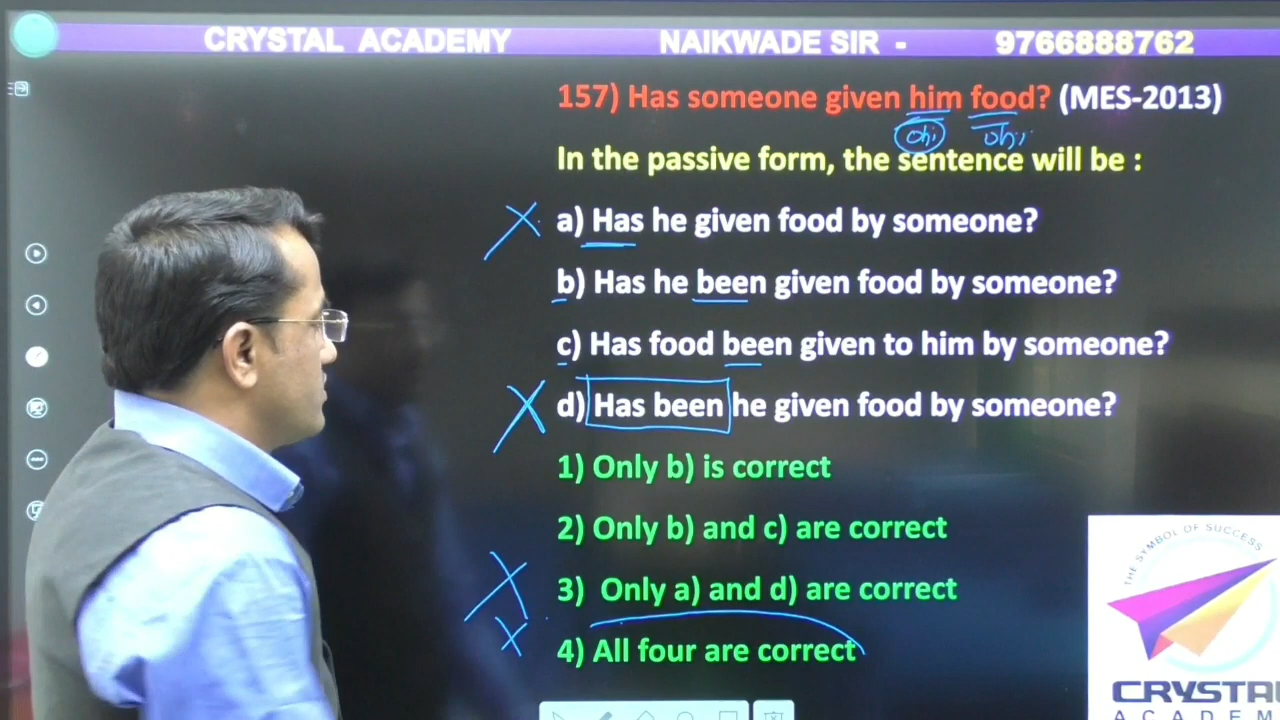 CRYSTAL ACADEMY NAIKWADE SIR - 9766888762
157) Has someone given him food? (MES-2013)
obj obj
In the passive form, the sentence will be :
a) Has he given food by someone?
b) Has he been given food by someone?
c) Has food been given to him by someone?
d) Has been he given food by someone?
1) Only b) is correct
2) Only b) and c) are correct
3) Only a) and d) are correct
4) All four are correct
THE SYMBOL OF SUCCESS
CRYSTA
ACADEM